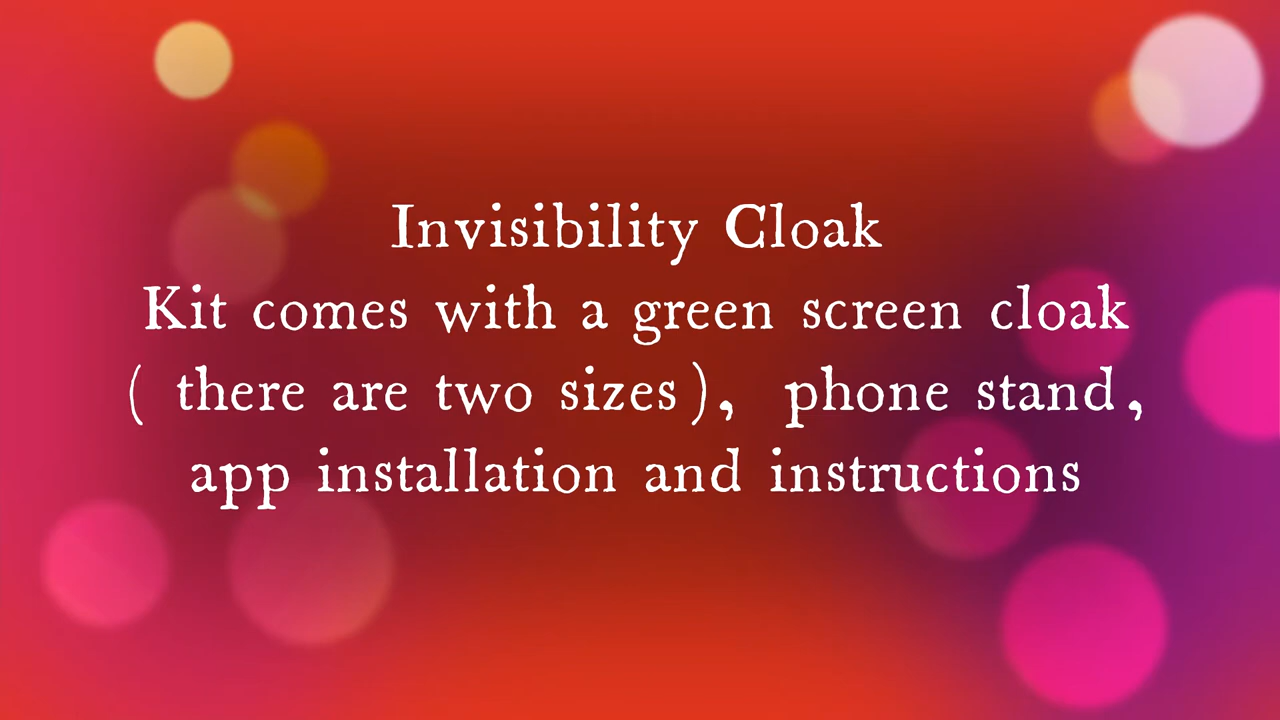 Invisibility Cloak
Kit comes with a green screen cloak
( there are two sizes), phone stand,
app installation and instructions